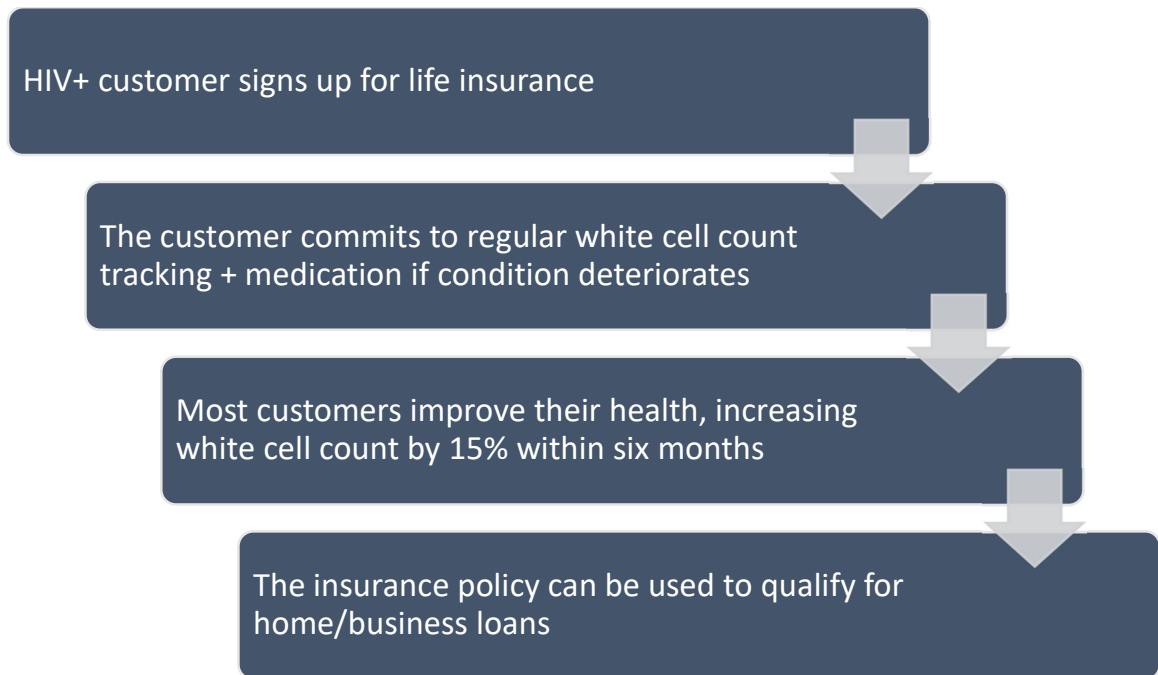 HIV+ customer signs up for life insurance
The customer commits to regular white cell count
tracking + medication if condition deteriorates
Most customers improve their health, increasing
white cell count by 15% within six months
The insurance policy can be used to qualify for
home/business loans